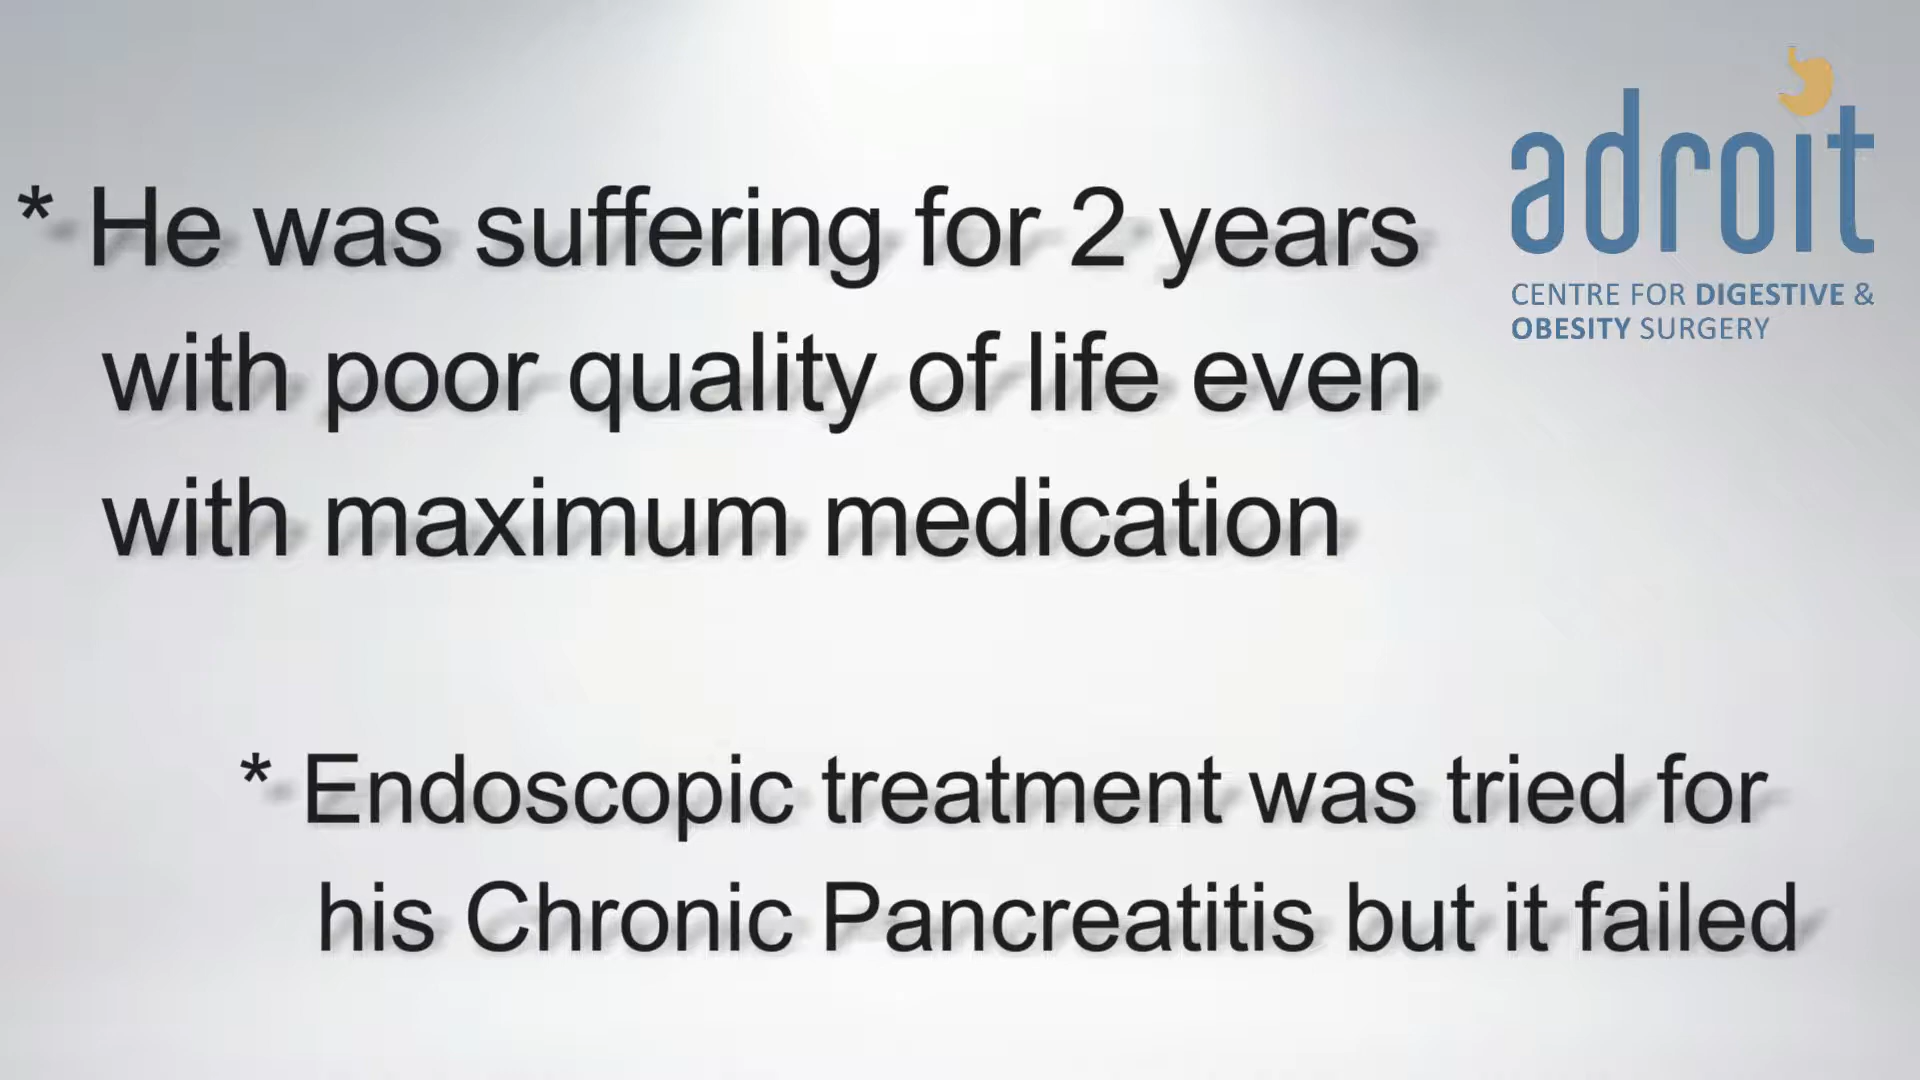 adroit
CENTRE FOR DIGESTIVE &
OBESITY SURGERY
* He was suffering for 2 years
with poor quality of life even
with maximum medication
* Endoscopic treatment was tried for
his Chronic Pancreatitis but it failed